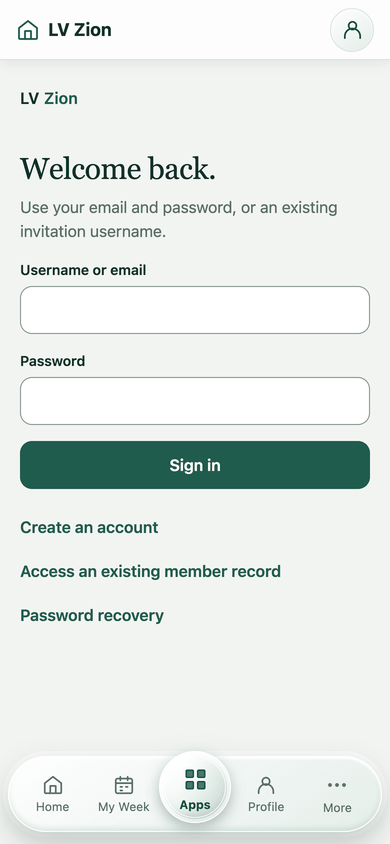 LV Zion
LV Zion
Welcome back.
Use your email and password, or an existing
invitation username.
Username or email
Password
Sign in
Create an account
Access an existing member record
Password recovery
Home
My Week
Apps
Profile
More